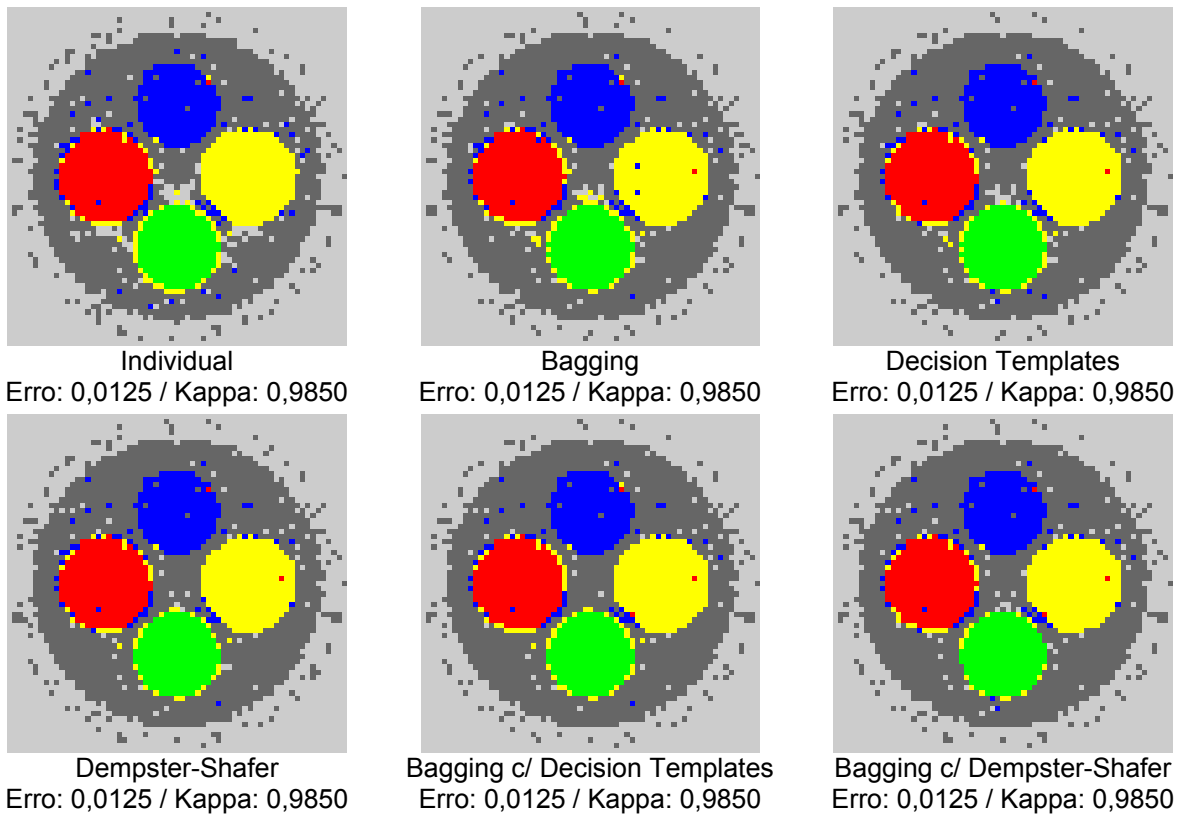 Individual
Erro: 0,0125 / Kappa: 0,9850
Bagging
Erro: 0,0125 / Kappa: 0,9850
Decision Templates
Erro: 0,0125 / Kappa: 0,9850
Dempster-Shafer
Erro: 0,0125 / Kappa: 0,9850
Bagging c/ Decision Templates
Erro: 0,0125 / Kappa: 0,9850
Bagging c/ Dempster-Shafer
Erro: 0,0125 / Kappa: 0,9850